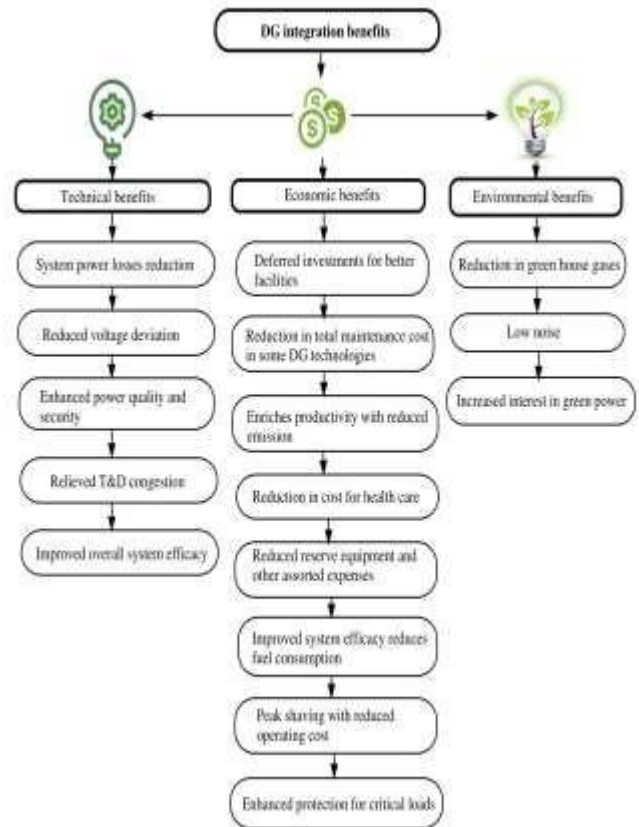 DG integration benefits
$
$
$
Technical benefits
System power losses reduction
Reduced voltage deviation
Enhanced power quality and
security
Relieved T&D congestion
Improved overall system efficacy
Economic benefits
Deferred investments for better
facilities
Reduction in total maintenance cost
in some DG technologies
Enriches productivity with reduced
emission
Reduction in cost for health care
Reduced reserve equipment and
other assorted expenses
Improved system efficacy reduces
fuel consumption
Peak shaving with reduced
operating cost
Enhanced protection for critical loads
Environmental benefits
Reduction in green house gases
Low noise
Increased interest in green power